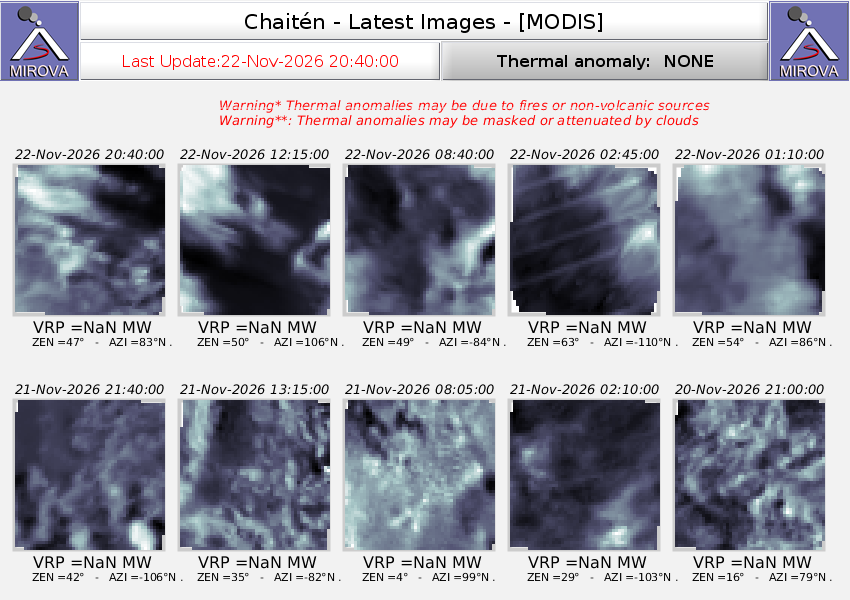 Chaitén - Latest Images - [MODIS]
MIROVA
Last Update:22-Nov-2026 20:40:00
Thermal anomaly: NONE
MIROVA
Warning* Thermal anomalies may be due to fires or non-volcanic sources
Warning**: Thermal anomalies may be masked or attenuated by clouds
22-Nov-2026 20:40:00 22-Nov-2026 12:15:00 22-Nov-2026 08:40:00 22-Nov-2026 02:45:00 22-Nov-2026 01:10:00
VRP =NaN MW VRP =NaN MW VRP =NaN MW VRP =NaN MW VRP =NaN MW
ZEN =47° - AZI =83°N . ZEN =50° - AZI =106°N . ZEN =49° - AZI =-84°N . ZEN =63° - AZI =-110°N . ZEN =54° - AZI =86°N .
21-Nov-2026 21:40:00 21-Nov-2026 13:15:00 21-Nov-2026 08:05:00 21-Nov-2026 02:10:00 20-Nov-2026 21:00:00
VRP =NaN MW VRP =NaN MW VRP =NaN MW VRP =NaN MW VRP =NaN MW
ZEN =42° - AZI =-106°N . ZEN =35° - AZI =-82°N . ZEN =4° - AZI =99°N . ZEN =29° - AZI =-103°N . ZEN =16° - AZI =79°N .